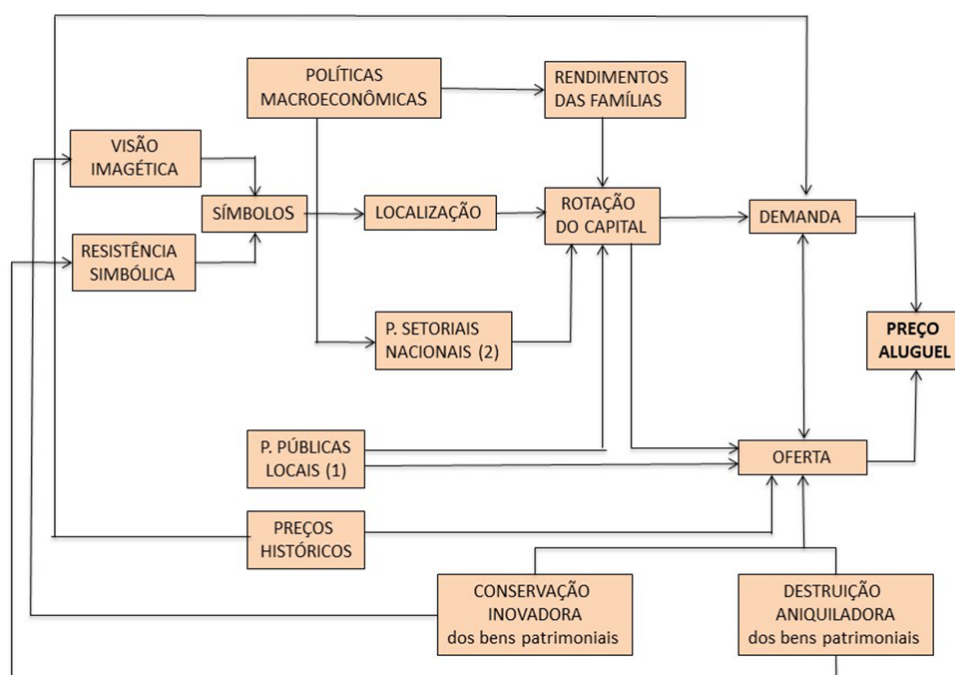 POLÍTICAS
MACROECONÔMICAS
RENDIMENTOS
DAS FAMÍLIAS
VISÃO
IMAGÉTICA
SÍMBOLOS
LOCALIZAÇÃO
ROTAÇÃO
DO CAPITAL
DEMANDA
RESISTÊNCIA
SIMBÓLICA
P. SETORIAIS
NACIONAIS (2)
PREÇO
ALUGUEL
P. PÚBLICAS
LOCAIS (1)
OFERTA
PREÇOS
HISTÓRICOS
CONSERVAÇÃO
INOVADORA
dos bens patrimoniais
DESTRUIÇÃO
ANIQUILADORA
dos bens patrimoniais